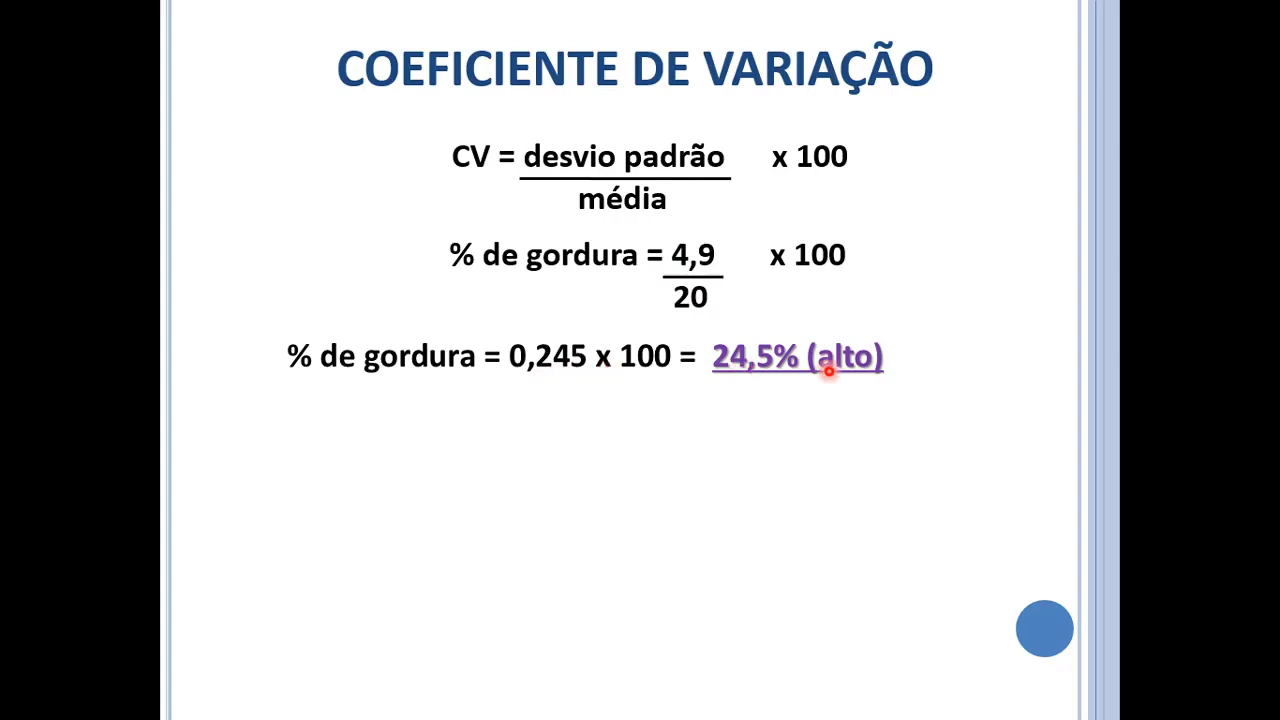 COEFICIENTE DE VARIAÇÃO
CV = desvio padrão x 100
média
% de gordura = 4,9 x 100
20
% de gordura = 0,245 x 100 = 24,5% (alto)